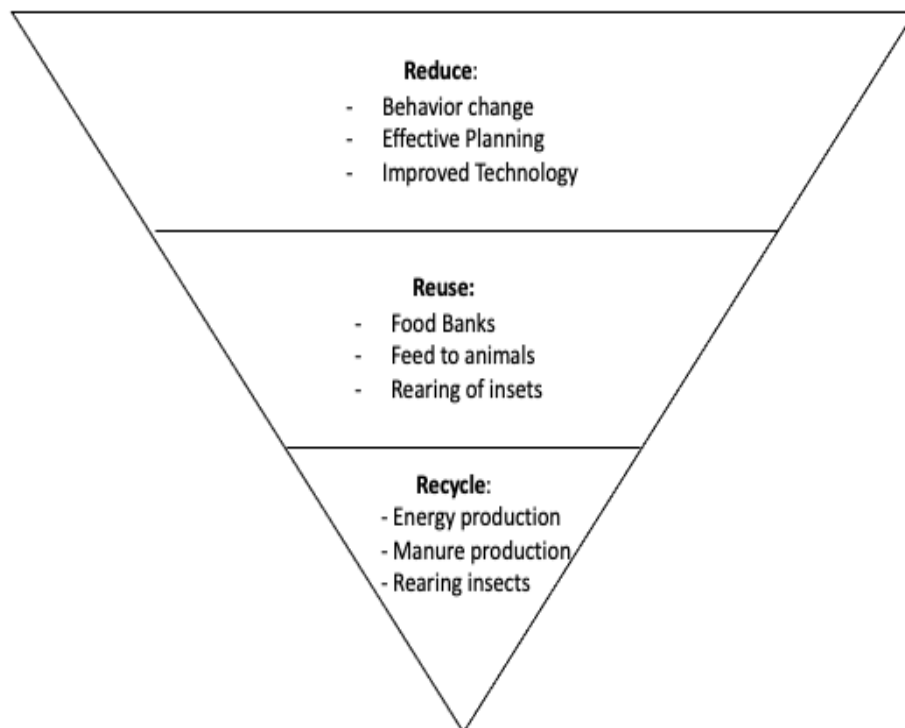 Reduce:
- Behavior change
- Effective Planning
- Improved Technology
Reuse:
- Food Banks
- Feed to animals
- Rearing of insets
Recycle:
- Energy production
- Manure production
- Rearing insects